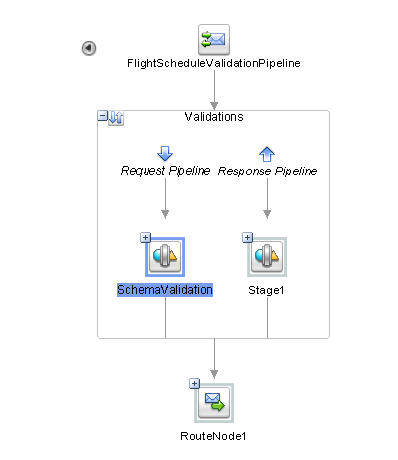 FlightScheduleValidationPipeline
Validations
Request Pipeline
Response Pipeline
SchemaValidation
Stage1
RouteNode1